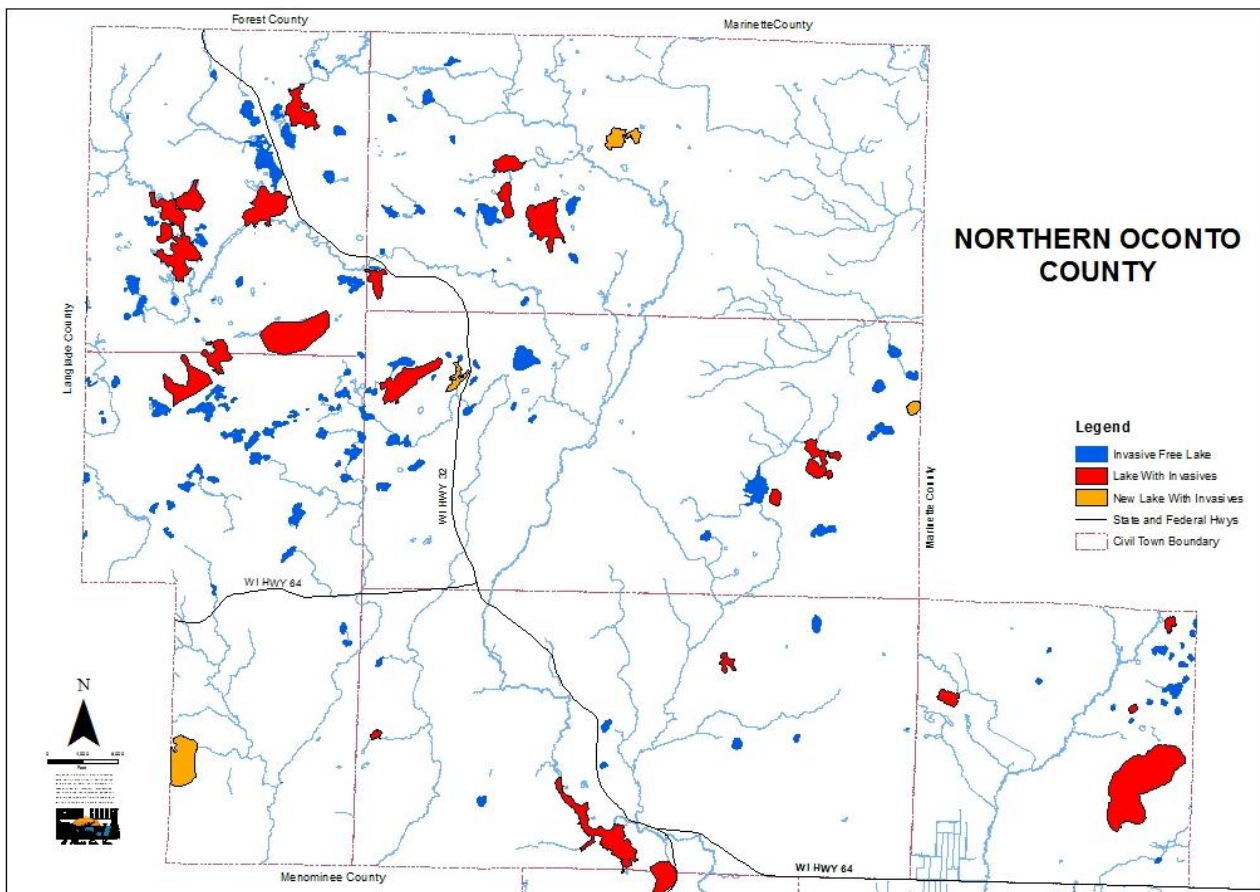 Forest County
MarinetteCounty
NORTHERN OCONTO
COUNTY
Langlade County
Legend
Invasive Free Lake
Lake With Invasives
New Lake With Invasives
State and Federal Hwys
Civil Town Boundary
WI HWY 32
Marinette County
WI HWY 64
N
WI HWY 64
Menominee County